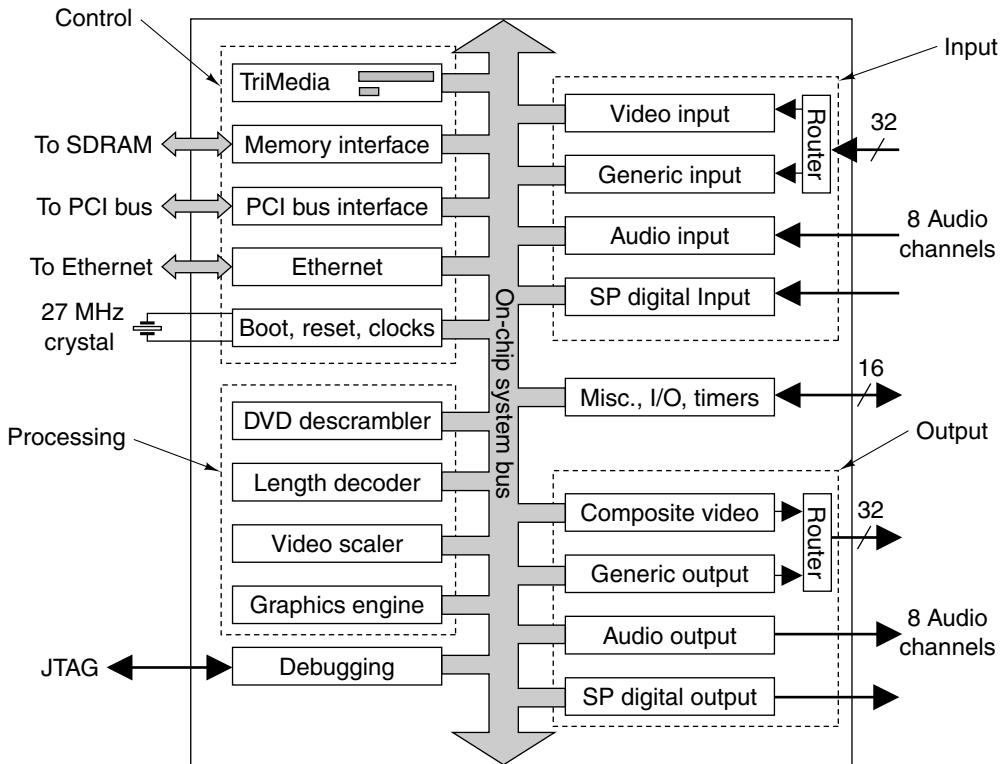 Control
TriMedia
To SDRAM
Memory interface
To PCI bus
PCI bus interface
To Ethernet
Ethernet
27 MHz
crystal
Boot, reset, clocks
Processing
DVD descrambler
Length decoder
Video scaler
Graphics engine
JTAG
Debugging
On-chip system bus
Input
Video input
Generic input
Router
32
Audio input
8 Audio
channels
SP digital Input
Misc., I/O, timers
16
Output
Composite video
Generic output
Router
32
Audio output
8 Audio
channels
SP digital output